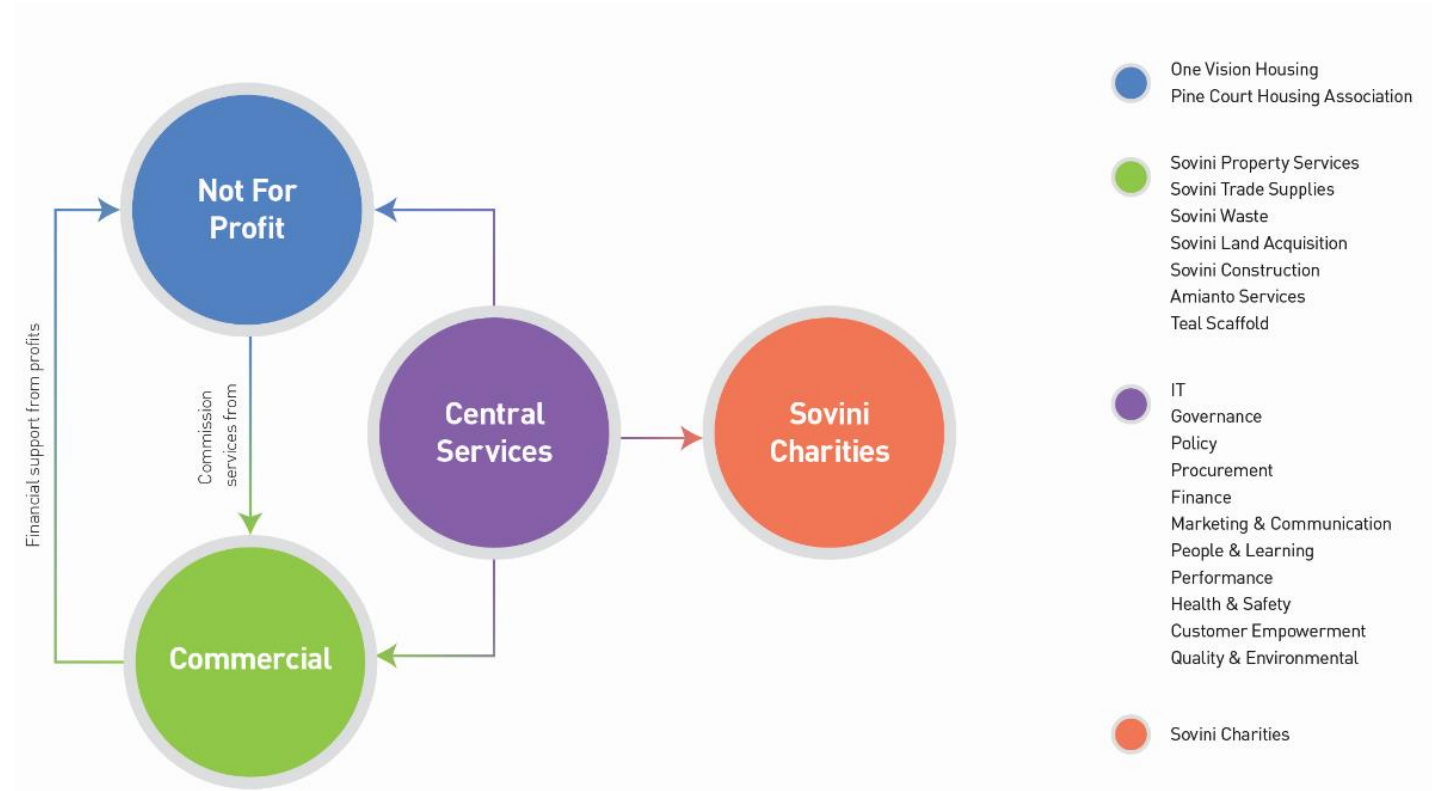 Not For
Profit
Financial support from profits
Commission
services from
Central
Services
Sovini
Charities
Commercial
One Vision Housing
Pine Court Housing Association
Sovini Property Services
Sovini Trade Supplies
Sovini Waste
Sovini Land Acquisition
Sovini Construction
Amianto Services
Teal Scaffold
IT
Governance
Policy
Procurement
Finance
Marketing & Communication
People & Learning
Performance
Health & Safety
Customer Empowerment
Quality & Environmental
Sovini Charities